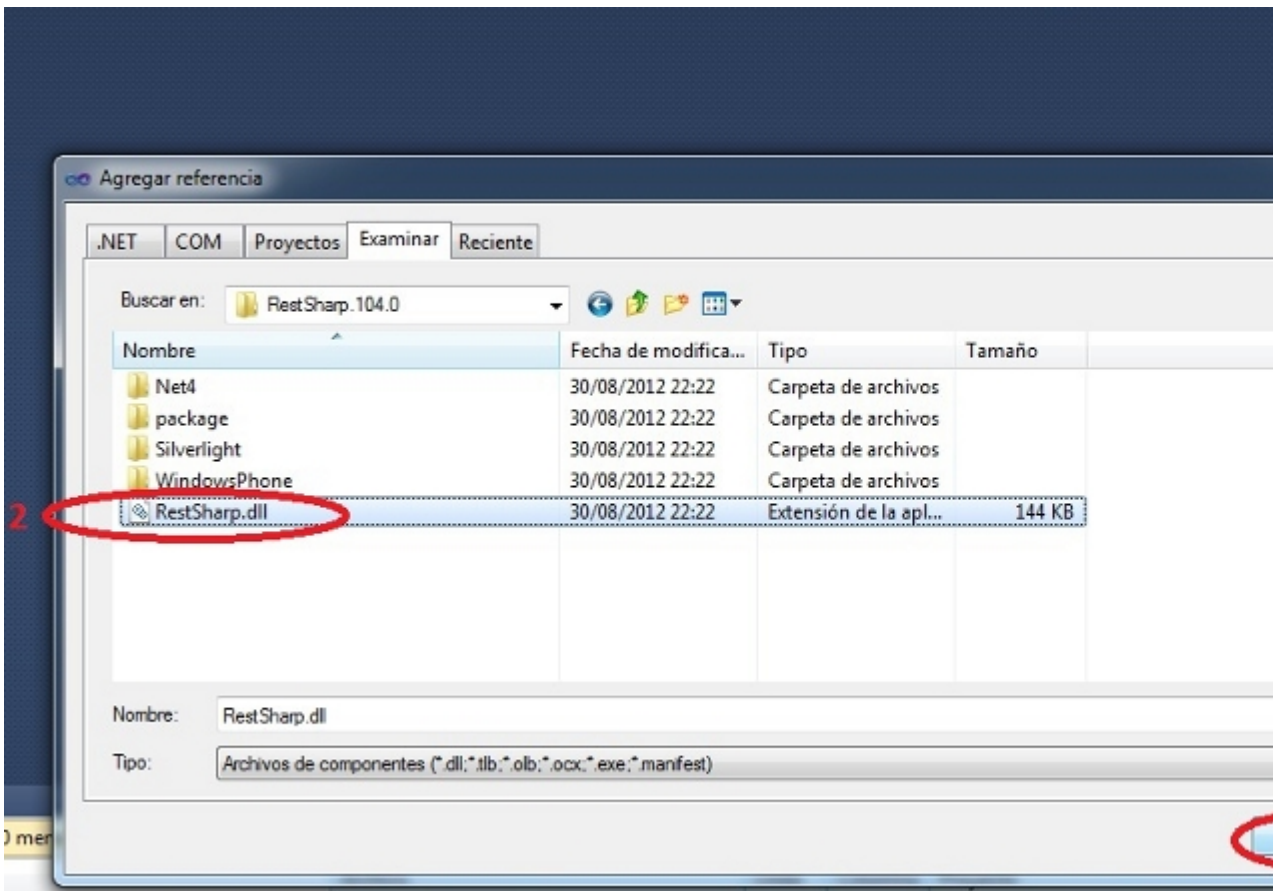 Agregar referencia
.NET COM Proyectos Examinar Reciente
Buscar en: RestSharp.104.0
Nombre Fecha de modifica... Tipo Tamaño
Net4 30/08/2012 22:22 Carpeta de archivos
package 30/08/2012 22:22 Carpeta de archivos
Silverlight 30/08/2012 22:22 Carpeta de archivos
WindowsPhone 30/08/2012 22:22 Carpeta de archivos
2 RestSharp.dll 30/08/2012 22:22 Extensión de la apl... 144 KB
Nombre: RestSharp.dll
Tipo: Archivos de componentes (*.dll;*.tlb;*.olb;*.ocx;*.exe;*.manifest)